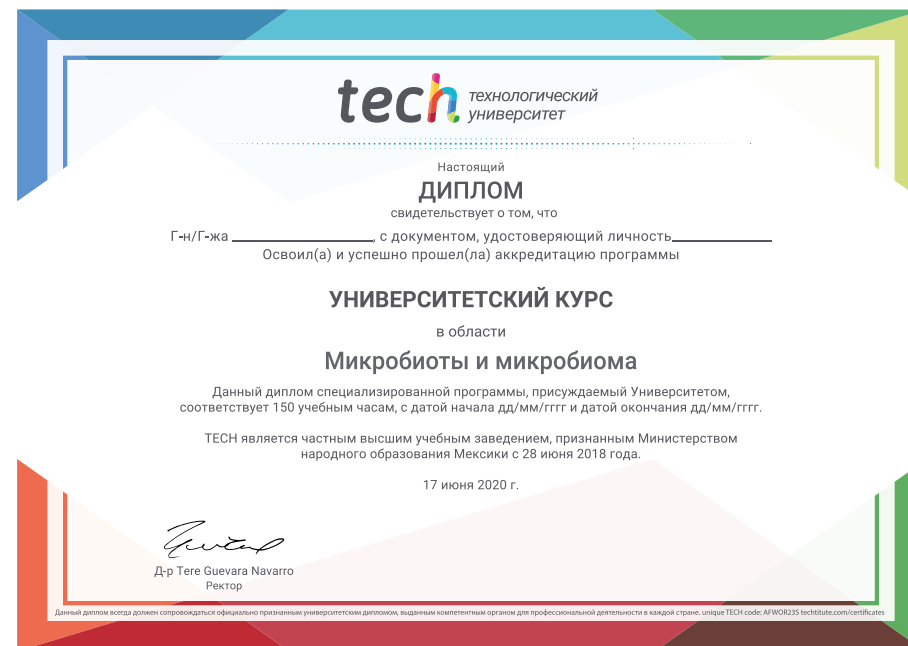 tech технологический
университет
Настоящий
ДИПЛОМ
свидетельствует о том, что
Г-н/Г-жа ____________________, с документом, удостоверяющий личность______________
Освоил(а) и успешно прошел(ла) аккредитацию программы
УНИВЕРСИТЕТСКИЙ КУРС
в области
Микробиоты и микробиома
Данный диплом специализированной программы, присуждаемый Университетом,
соответствует 150 учебным часам, с датой начала дд/мм/гггг и датой окончания дд/мм/гггг.
TECH является частным высшим учебным заведением, признанным Министерством
народного образования Мексики с 28 июня 2018 года.
17 июня 2020 г.
Д-р Tere Guevara Navarro
Ректор
Данный диплом всегда должен сопровождаться официально признанным университетским дипломом, выданным компетентным органом для профессиональной деятельности в каждой стране. unique TECH code: AFWOR23S techtitute.com/certificates